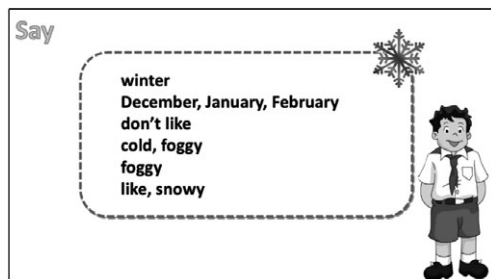 Say
winter
December, January, February
don't like
cold, foggy
foggy
like, snowy